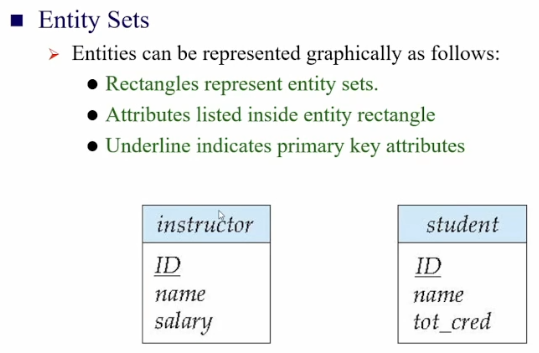 Entity Sets
Entities can be represented graphically as follows:
Rectangles represent entity sets.
Attributes listed inside entity rectangle
Underline indicates primary key attributes
instructor
ID
name
salary
student
ID
name
tot_cred